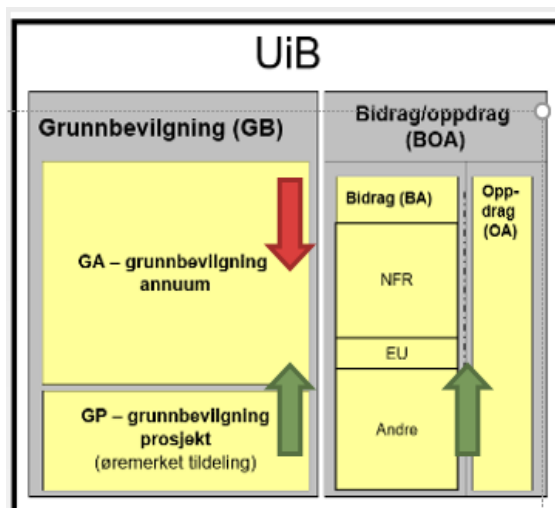 UiB
Grunnbevilgning (GB)
GA – grunnbevilgning
annuum
GP – grunnbevilgning
prosjekt
(øremerket tildeling)
Bidrag/oppdrag
(BOA)
Bidrag (BA)
NFR
EU
Andre
Opp-
drag
(OA)